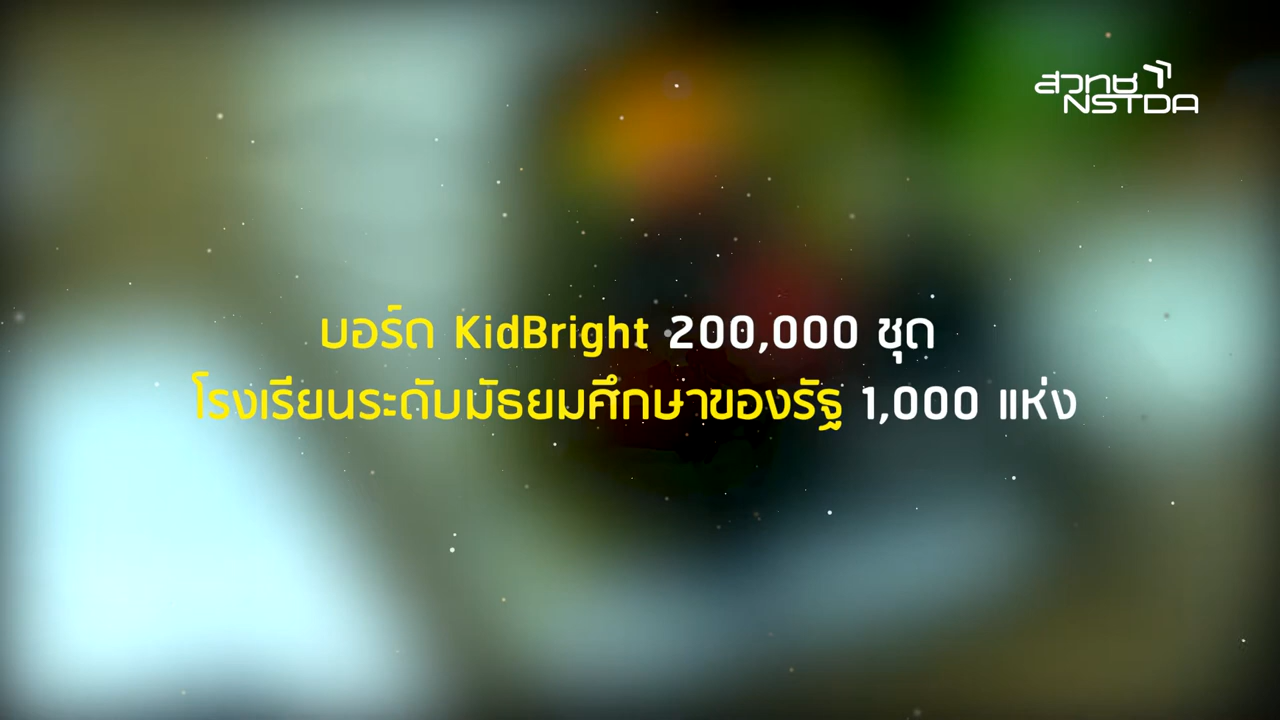 สวทช
NSTDA
บอร์ด KidBright 200,000 ชุด
โรงเรียนระดับมัธยมศึกษาของรัฐ 1,000 แห่ง